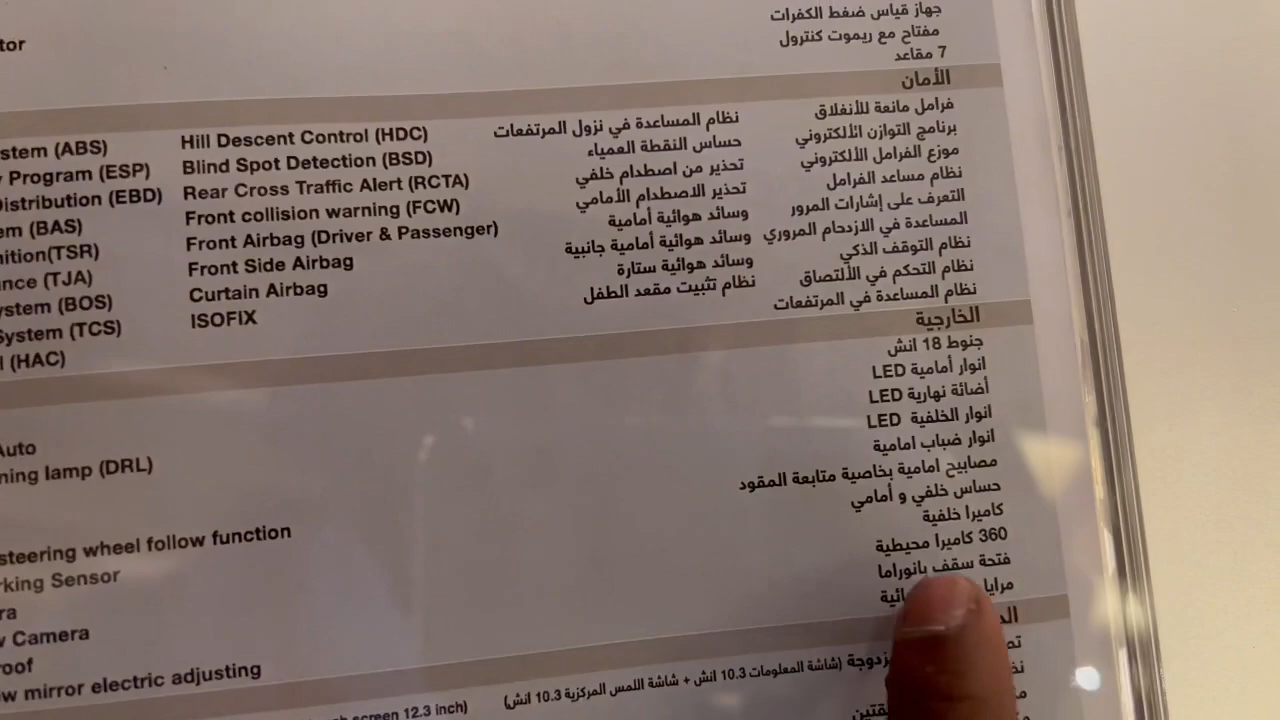 جهاز قياس ضغط الكفرات
مفتاح مع ريموت كنترول
7 مقاعد
tor
الأمان
فرامل مانعة للأنغلاق
برنامج التوازن الألكتروني
موزع الفرامل الألكتروني
نظام مساعد الفرامل
التعرف على إشارات المرور
المساعدة في الازدحام المروري
نظام التوقف الذكي
نظام التحكم في الألتصاق
نظام المساعدة في المرتفعات
نظام المساعدة في نزول المرتفعات
حساس النقطة العمياء
تحذير من اصطدام خلفي
تحذير الاصطدام الأمامي
وسائد هوائية أمامية
وسائد هوائية أمامية جانبية
وسائد هوائية ستارة
نظام تثبيت مقعد الطفل
Hill Descent Control (HDC)
Blind Spot Detection (BSD)
Rear Cross Traffic Alert (RCTA)
Front collision warning (FCW)
Front Airbag (Driver & Passenger)
Front Side Airbag
Curtain Airbag
ISOFIX
stem (ABS)
y Program (ESP)
Distribution (EBD)
em (BAS)
nition(TSR)
nce (TJA)
ystem (BOS)
System (TCS)
l (HAC)
الخارجية
جنوط 18 انش
انوار أمامية LED
أضائة نهارية LED
انوار الخلفية LED
انوار ضباب امامية
مصابيح امامية بخاصية متابعة المقود
حساس خلفي و أمامي
كاميرا خلفية
360 كاميرا محيطية
فتحة سقف بانوراما
مرايا
Auto
ning lamp (DRL)
steering wheel follow function
rking Sensor
ra
w Camera
roof
ew mirror electric adjusting
(شاشة المعلومات 10.3 انش + شاشة اللمس المركزية 10.3 انش)
screen 12.3 inch)